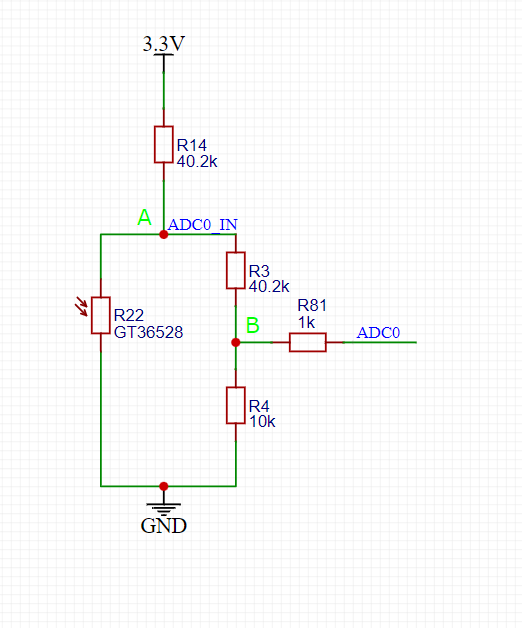 3.3V
R14
40.2k
A
ADC0_IN
R3
40.2k
R22
GT36528
R81
1k
B
ADC0
R4
10k
GND